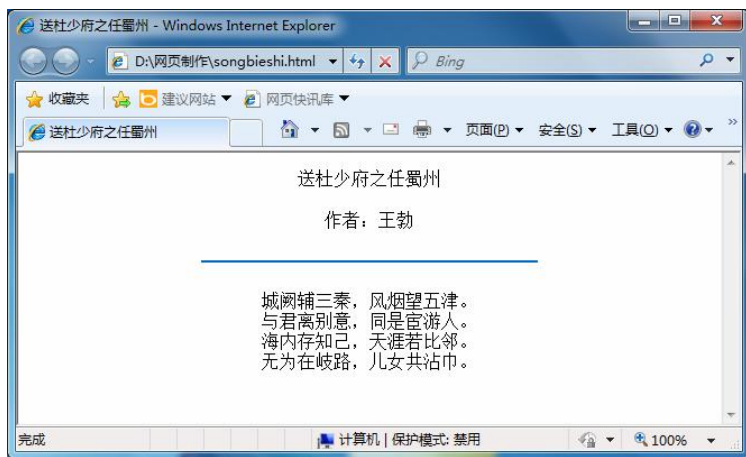 送杜少府之任蜀州 - Windows Internet Explorer
D:\网页制作\songbieshi.html
Bing
收藏夹 建议网站 网页快讯库
送杜少府之任蜀州 页面(P) 安全(S) 工具(O) »
送杜少府之任蜀州
作者：王勃
城阙辅三秦，风烟望五津。
与君离别意，同是宦游人。
海内存知己，天涯若比邻。
无为在岐路，儿女共沾巾。
完成 计算机 | 保护模式: 禁用 100%